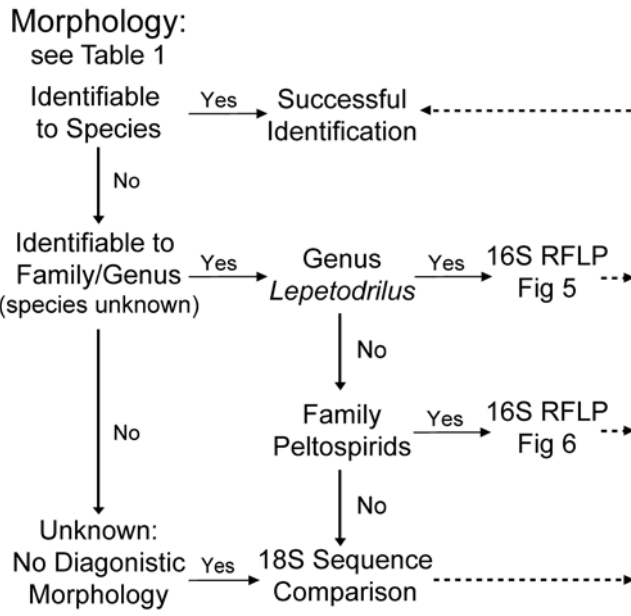 Morphology:
see Table 1
Identifiable
to Species
Yes
Successful
Identification
No
Identifiable to
Family/Genus
(species unknown)
Yes
Genus
Lepetodrilus
Yes
16S RFLP
Fig 5
No
No
Family
Peltospirids
Yes
16S RFLP
Fig 6
No
Unknown:
No Diagonistic
Morphology
Yes
18S Sequence
Comparison